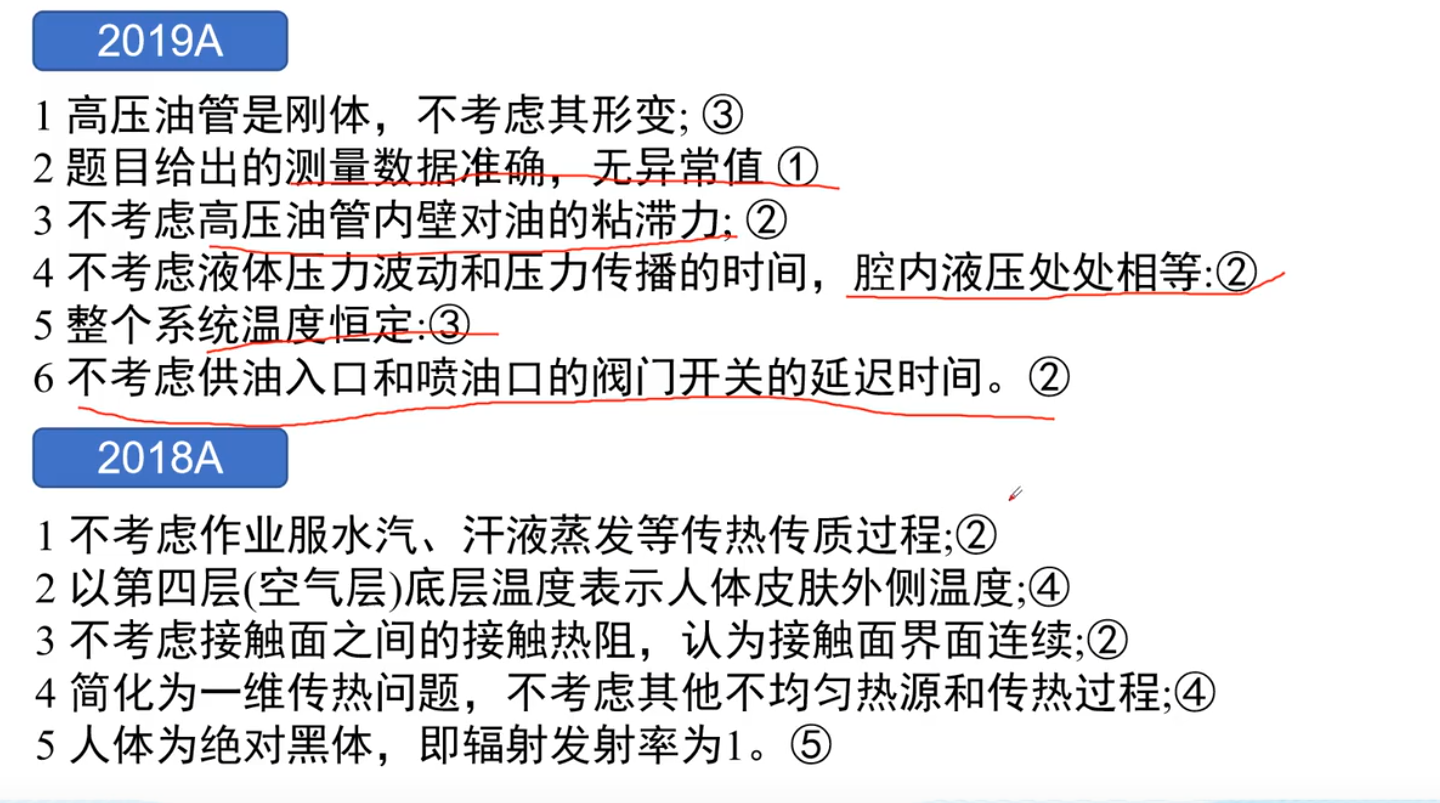 2019A
1 高压油管是刚体，不考虑其形变; ③
2 题目给出的测量数据准确，无异常值 ①
3 不考虑高压油管内壁对油的粘滞力; ②
4 不考虑液体压力波动和压力传播的时间，腔内液压处处相等:②
5 整个系统温度恒定:③
6 不考虑供油入口和喷油口的阀门开关的延迟时间。②
2018A
1 不考虑作业服水汽、汗液蒸发等传热传质过程;②
2 以第四层(空气层)底层温度表示人体皮肤外侧温度;④
3 不考虑接触面之间的接触热阻，认为接触面界面连续;②
4 简化为一维传热问题，不考虑其他不均匀热源和传热过程;④
5 人体为绝对黑体，即辐射发射率为1。⑤